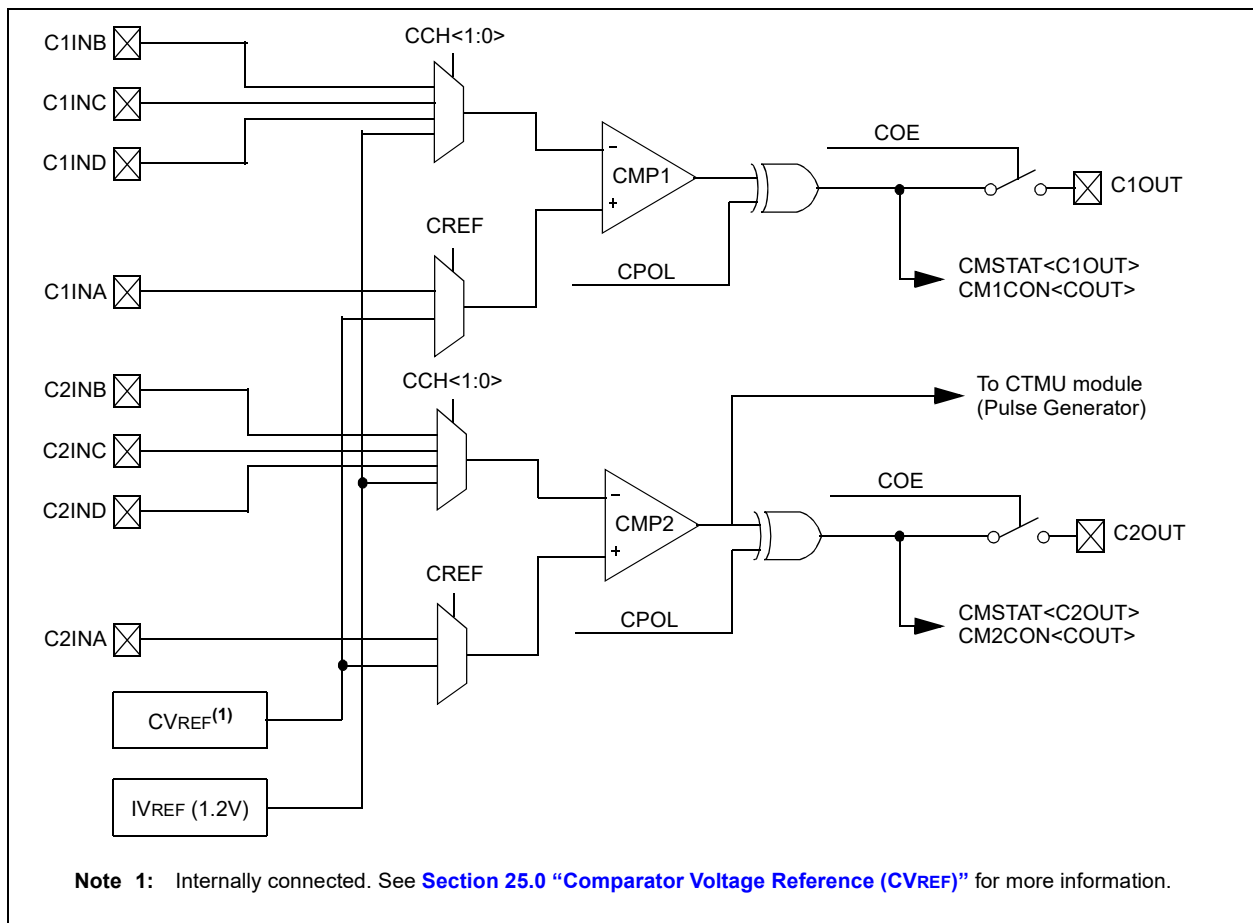 C1INB
CCH<1:0>
C1INC
C1IND
COE
CMP1
-
+
C1OUT
CREF
CPOL
C1INA
CMSTAT<C1OUT>
CM1CON<COUT>
C2INB
CCH<1:0>
To CTMU module
(Pulse Generator)
C2INC
C2IND
COE
CMP2
-
+
C2OUT
CREF
CPOL
C2INA
CMSTAT<C2OUT>
CM2CON<COUT>
CVREF(1)
IVREF (1.2V)
Note 1: Internally connected. See Section 25.0 “Comparator Voltage Reference (CVREF)” for more information.